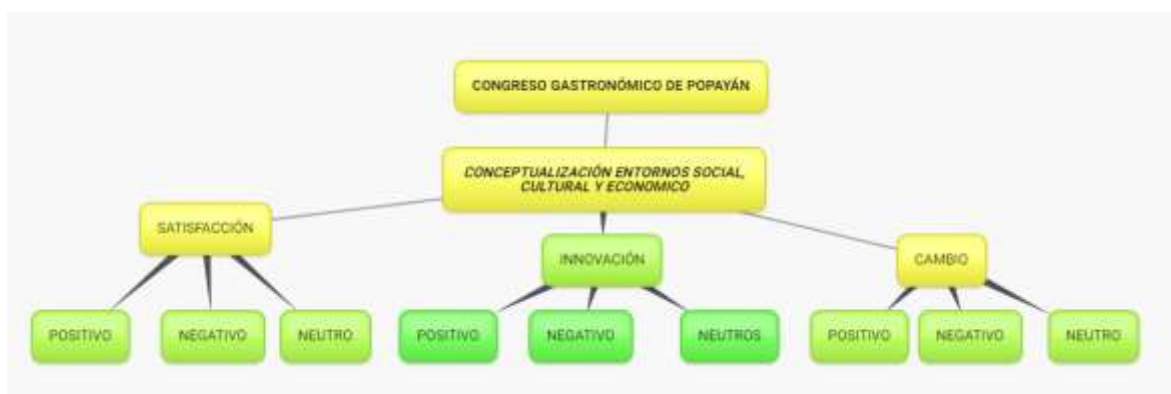 CONGRESO GASTRONÓMICO DE POPAYÁN
CONCEPTUALIZACIÓN ENTORNOS SOCIAL,
CULTURAL Y ECONOMICO
SATISFACCIÓN
INNOVACIÓN
CAMBIO
POSITIVO
NEGATIVO
NEUTRO
POSITIVO
NEGATIVO
NEUTROS
POSITIVO
NEGATIVO
NEUTRO